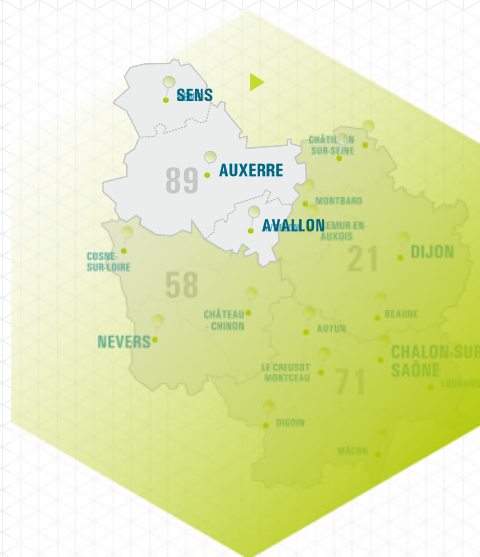 SENS
CHÂTILLON
SUR-SEINE
89
AUXERRE
MONTBARD
AVALLON
SEMUR-EN-
AUXOIS
21
DIJON
COSNE-
SUR-LOIRE
58
CHÂTEAU
- CHINON
BEAUNE
AUTUN
NEVERS
CHALON-SUR
SAÔNE
LE CREUSOT
MONTCEAU
71
LOUHANS
DIGOIN
MÂCON